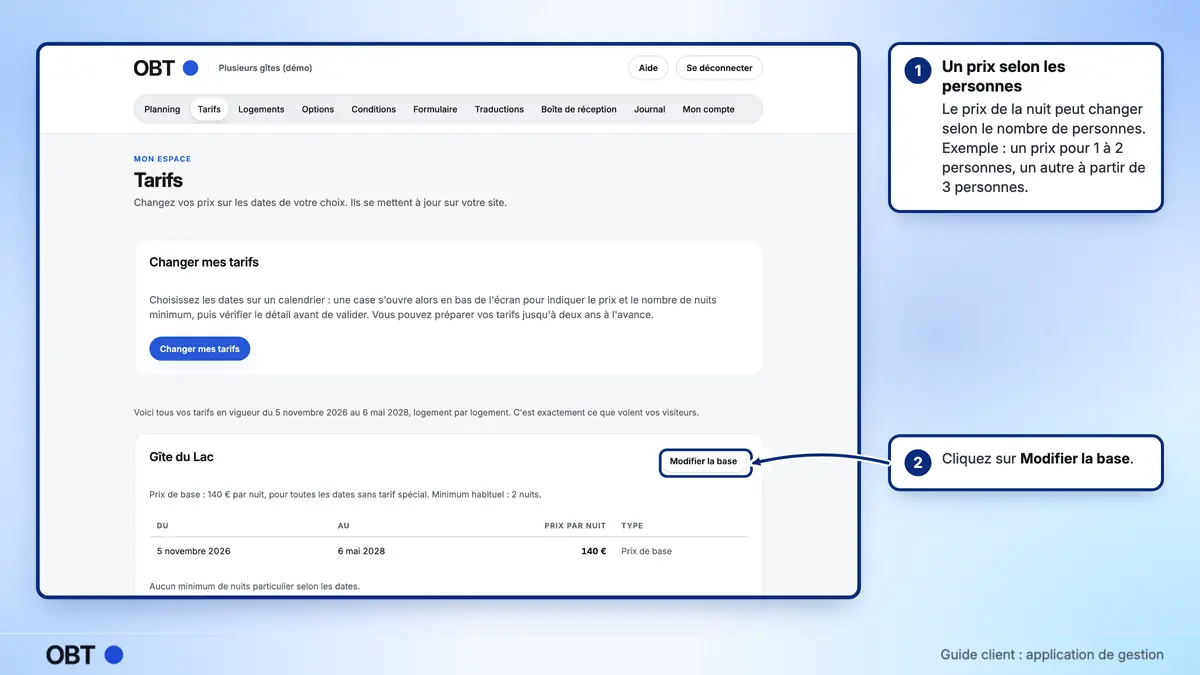 OBT
Plusieurs gîtes (démo)
Aide
Se déconnecter
Planning
Tarifs
Logements
Options
Conditions
Formulaire
Traductions
Boîte de réception
Journal
Mon compte
MON ESPACE
Tarifs
Changez vos prix sur les dates de votre choix. Ils se mettent à jour sur votre site.
Changer mes tarifs
Choisissez les dates sur un calendrier : une case s'ouvre alors en bas de l'écran pour indiquer le prix et le nombre de nuits
minimum, puis vérifier le détail avant de valider. Vous pouvez préparer vos tarifs jusqu'à deux ans à l'avance.
Changer mes tarifs
Voici tous vos tarifs en vigueur du 5 novembre 2026 au 6 mai 2028, logement par logement. C'est exactement ce que voient vos visiteurs.
Gîte du Lac
Modifier la base
Prix de base : 140 € par nuit, pour toutes les dates sans tarif spécial. Minimum habituel : 2 nuits.
DU AU PRIX PAR NUIT TYPE
5 novembre 2026 6 mai 2028 140 € Prix de base
Aucun minimum de nuits particulier selon les dates.
1 Un prix selon les
personnes
Le prix de la nuit peut changer
selon le nombre de personnes.
Exemple : un prix pour 1 à 2
personnes, un autre à partir de
3 personnes.
2 Cliquez sur Modifier la base.
OBT
Guide client : application de gestion